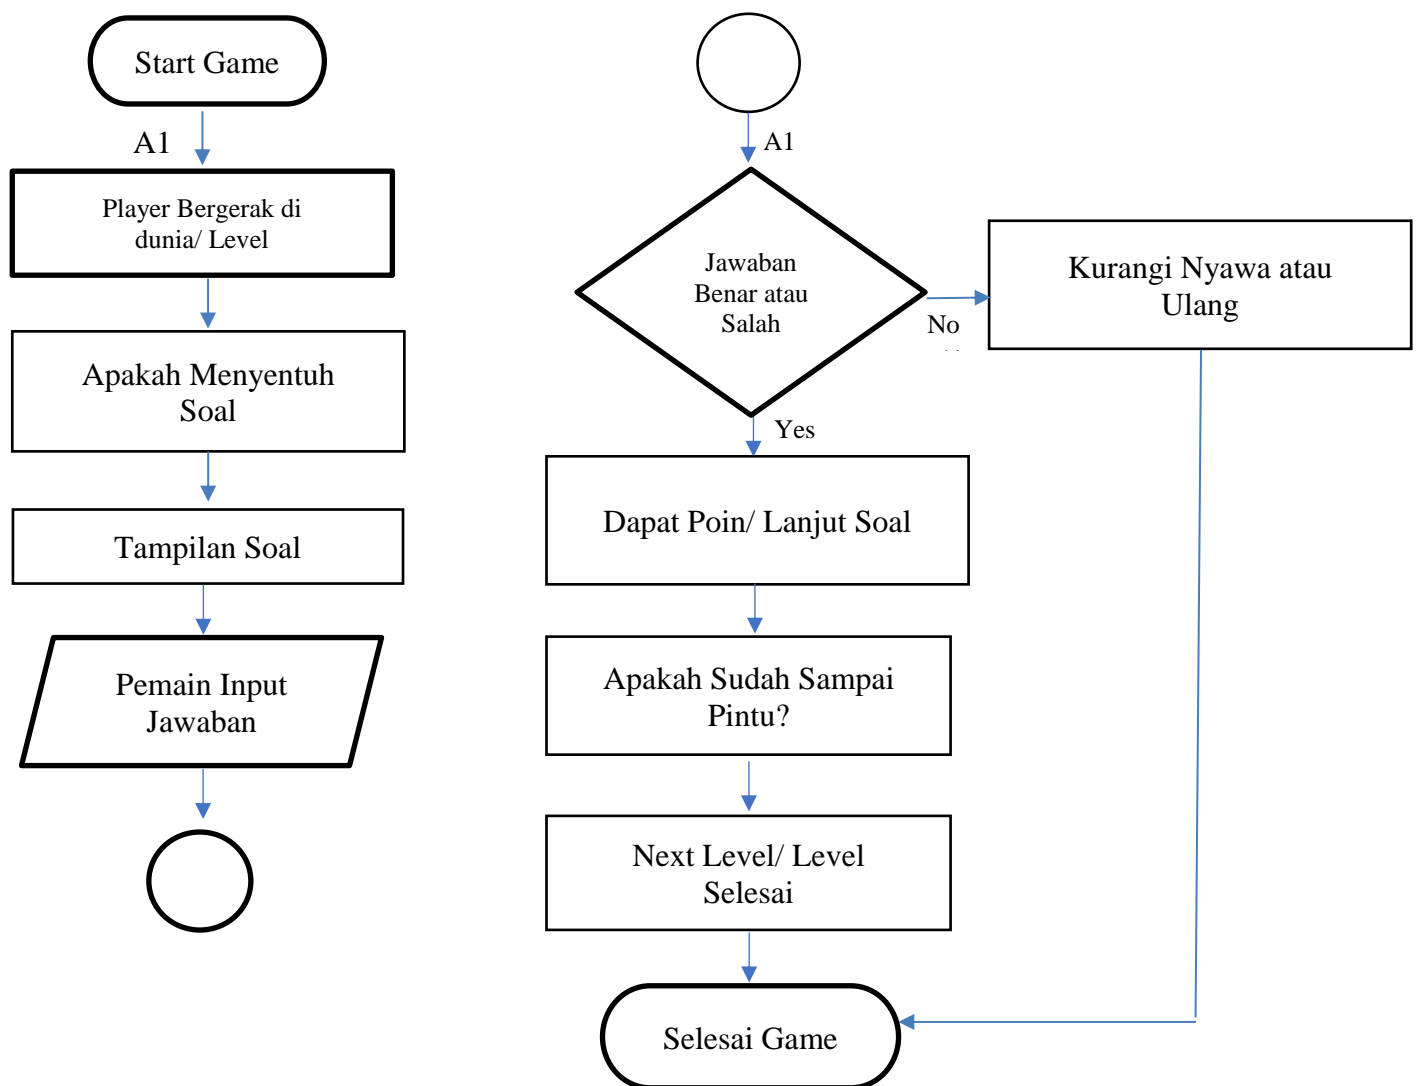 Start Game
A1
Player Bergerak di
dunia/ Level
Apakah Menyentuh
Soal
Tampilan Soal
Pemain Input
Jawaban
A1
Jawaban
Benar atau
Salah
No
Kurangi Nyawa atau
Ulang
Yes
Dapat Poin/ Lanjut Soal
Apakah Sudah Sampai
Pintu?
Next Level/ Level
Selesai
Selesai Game